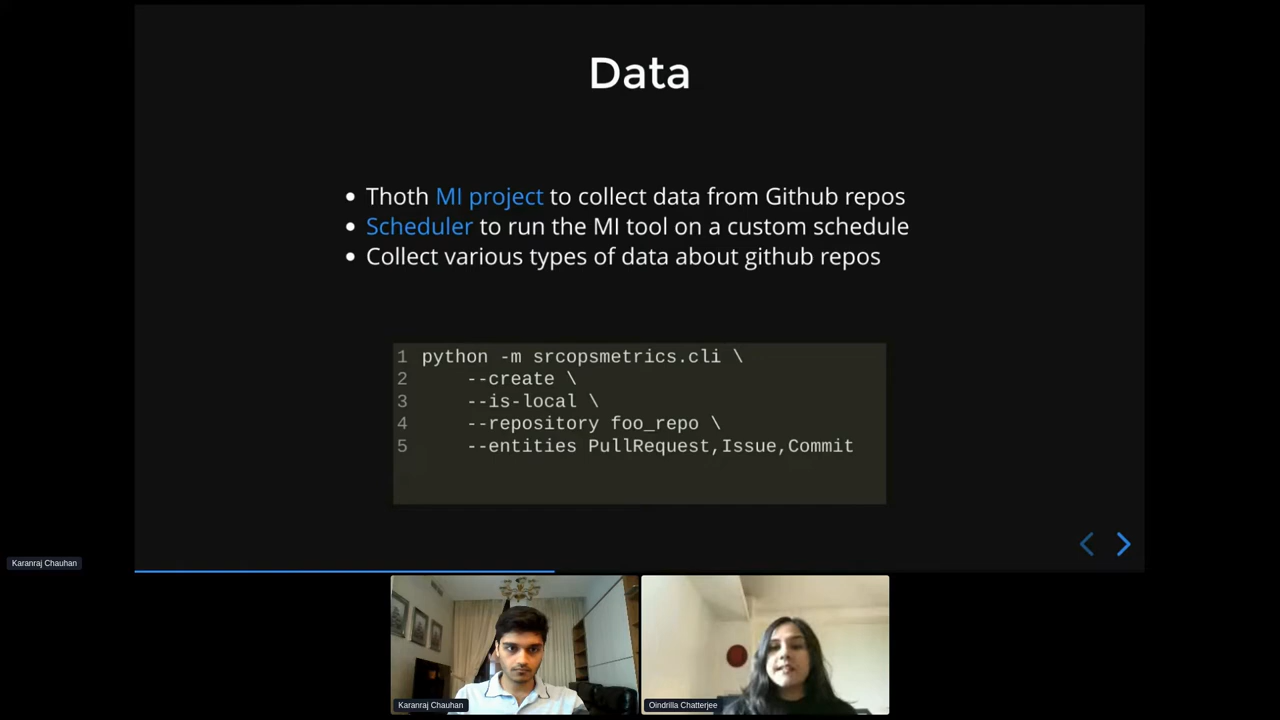 Data
Thoth MI project to collect data from Github repos
Scheduler to run the MI tool on a custom schedule
Collect various types of data about github repos
1 python -m srcopsmetrics.cli \
2 --create \
3 --is-local \
4 --repository foo_repo \
5 --entities PullRequest,Issue,Commit
Karanraj Chauhan
Karanraj Chauhan
Oindrilla Chatterjee